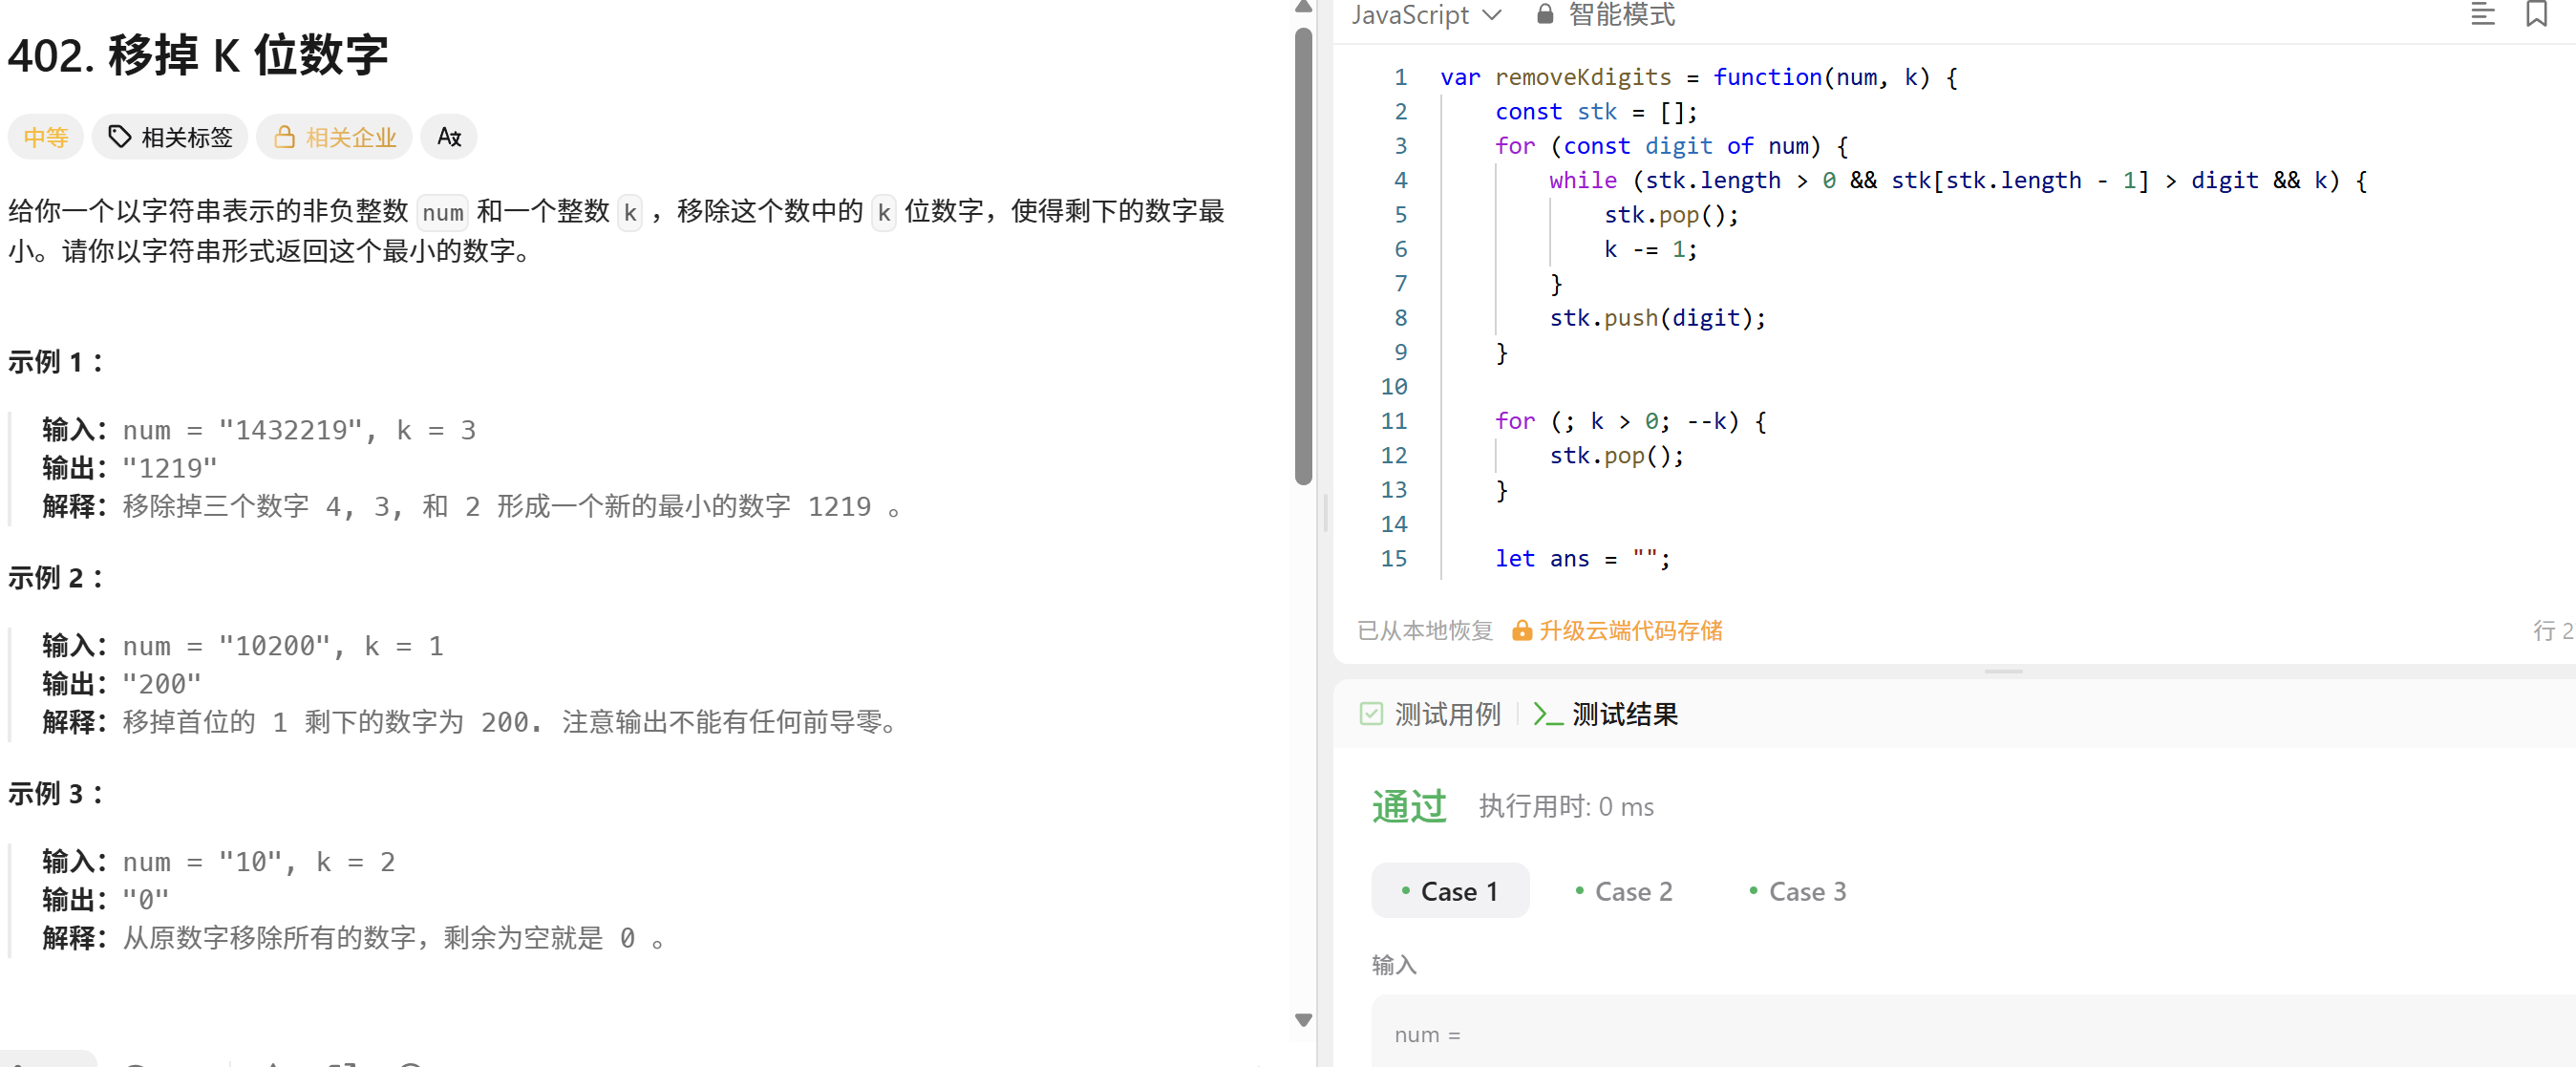 402. 移掉 K 位数字
中等 相关标签 相关企业
给你一个以字符串表示的非负整数 num 和一个整数 k ，移除这个数中的 k 位数字，使得剩下的数字最
小。请你以字符串形式返回这个最小的数字。
示例 1 ：
输入：num = "1432219", k = 3
输出："1219"
解释：移除掉三个数字 4, 3, 和 2 形成一个新的最小的数字 1219 。
示例 2 ：
输入：num = "10200", k = 1
输出："200"
解释：移掉首位的 1 剩下的数字为 200. 注意输出不能有任何前导零。
示例 3 ：
输入：num = "10", k = 2
输出："0"
解释：从原数字移除所有的数字，剩余为空就是 0 。
JavaScript 智能模式
1 var removeKdigits = function(num, k) {
2 const stk = [];
3 for (const digit of num) {
4 while (stk.length > 0 && stk[stk.length - 1] > digit && k) {
5 stk.pop();
6 k -= 1;
7 }
8 stk.push(digit);
9 }
10
11 for (; k > 0; --k) {
12 stk.pop();
13 }
14
15 let ans = "";
已从本地恢复 升级云端代码存储 行 2
测试用例 测试结果
通过 执行用时: 0 ms
Case 1 Case 2 Case 3
输入
num =